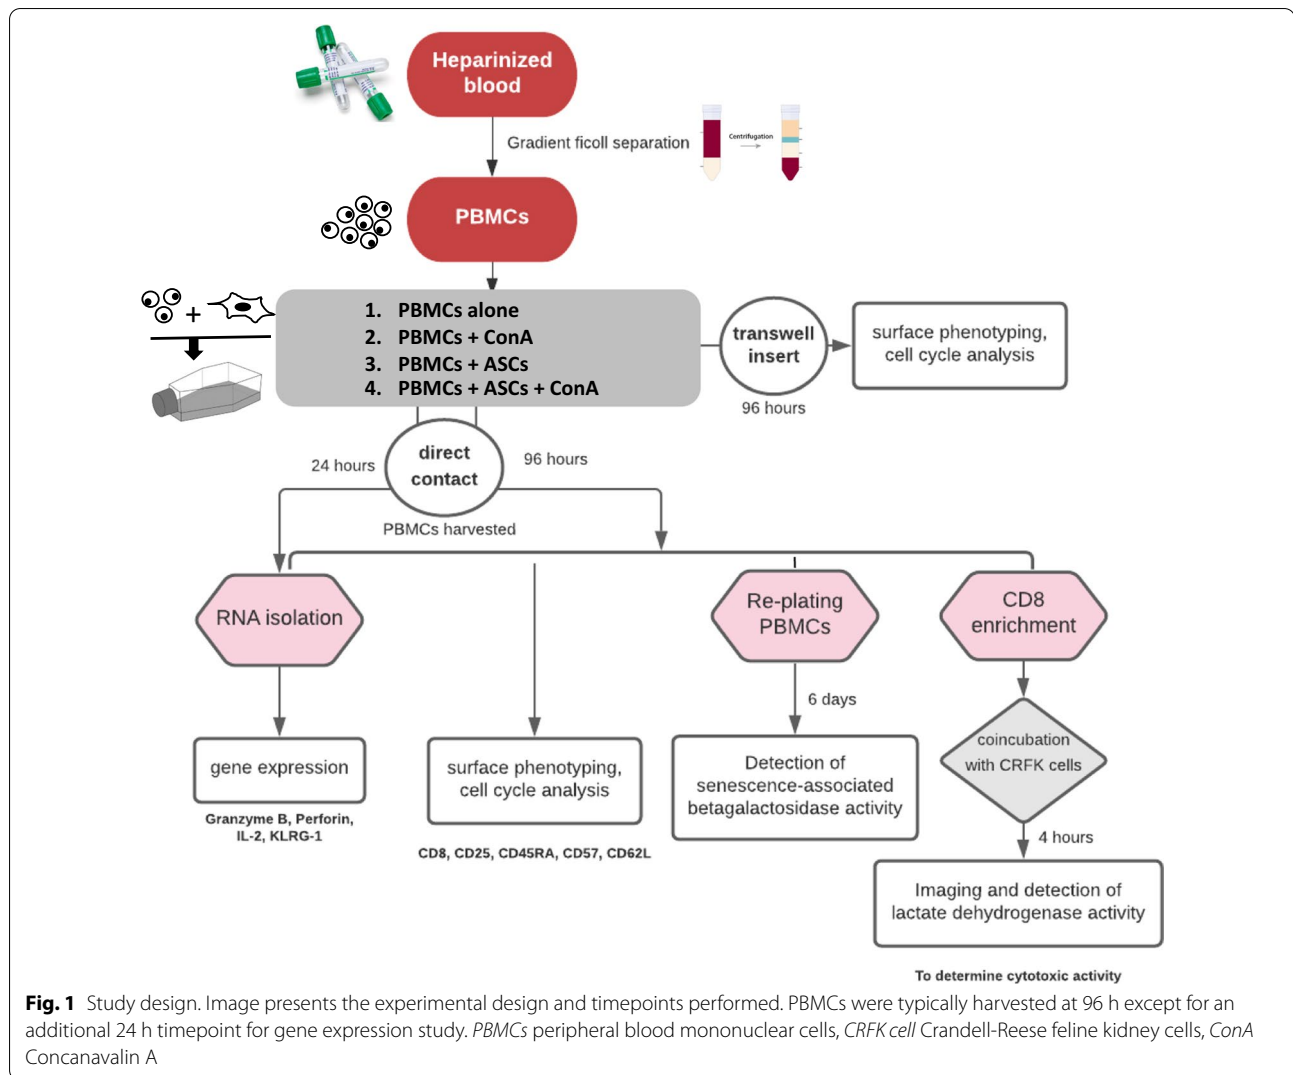 Heparinized
blood
Gradient ficoll separation
Centrifugation
PBMCs
1. PBMCs alone
2. PBMCs + ConA
3. PBMCs + ASCs
4. PBMCs + ASCs + ConA
+
transwell
insert
96 hours
surface phenotyping,
cell cycle analysis
24 hours
direct
contact
96 hours
PBMCs harvested
RNA isolation
Re-plating
PBMCs
CD8
enrichment
6 days
gene expression
Granzyme B, Perforin,
IL-2, KLRG-1
surface phenotyping,
cell cycle analysis
CD8, CD25, CD45RA, CD57, CD62L
Detection of
senescence-associated
betagalactosidase activity
coincubation
with CRFK cells
4 hours
Imaging and detection of
lactate dehydrogenase activity
To determine cytotoxic activity
Fig. 1 Study design. Image presents the experimental design and timepoints performed. PBMCs were typically harvested at 96 h except for an
additional 24 h timepoint for gene expression study. PBMCs peripheral blood mononuclear cells, CRFK cell Crandell-Reese feline kidney cells, ConA
Concanavalin A